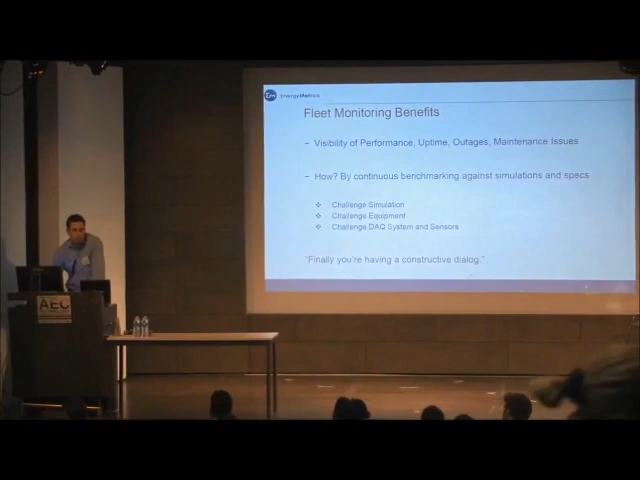 EnergyMetrics
Fleet Monitoring Benefits
– Visibility of Performance, Uptime, Outages, Maintenance Issues
– How? By continuous benchmarking against simulations and specs
❖ Challenge Simulation
❖ Challenge Equipment
❖ Challenge DAQ System and Sensors
"Finally you're having a constructive dialog."
AEC